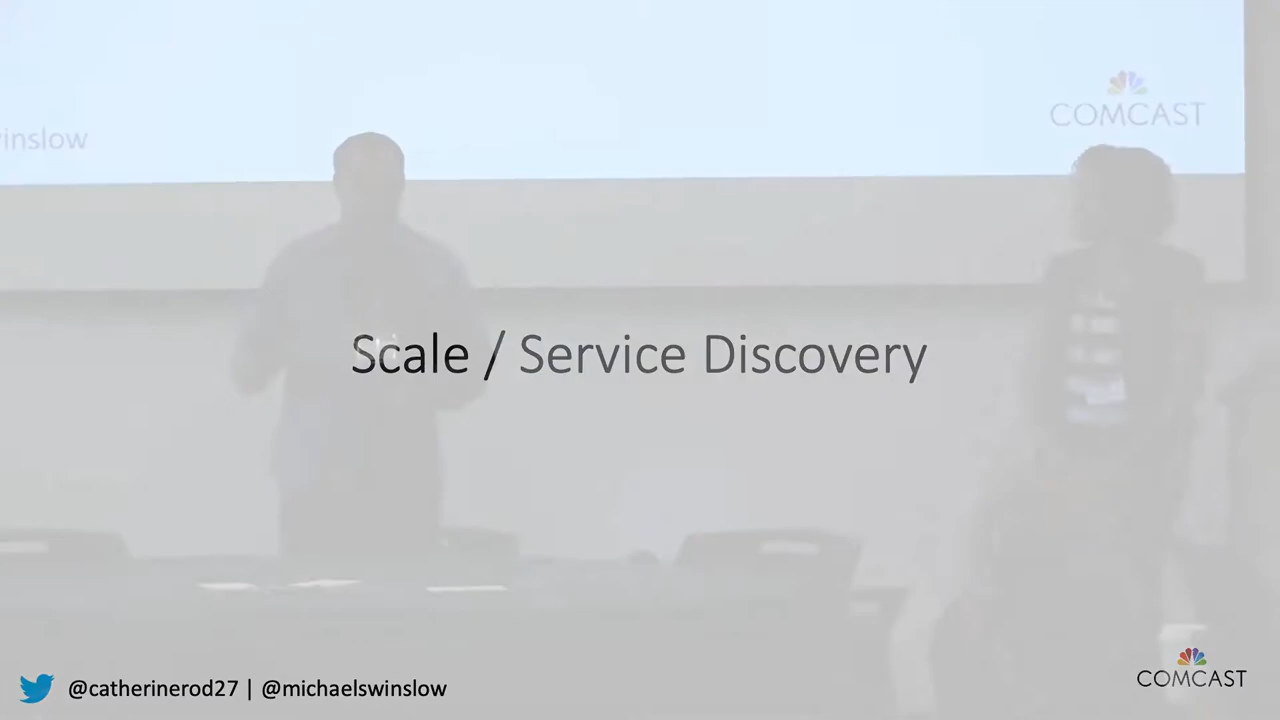 inslow
COMCAST
Scale / Service Discovery
@catherinerod27 | @michaelswinslow
COMCAST